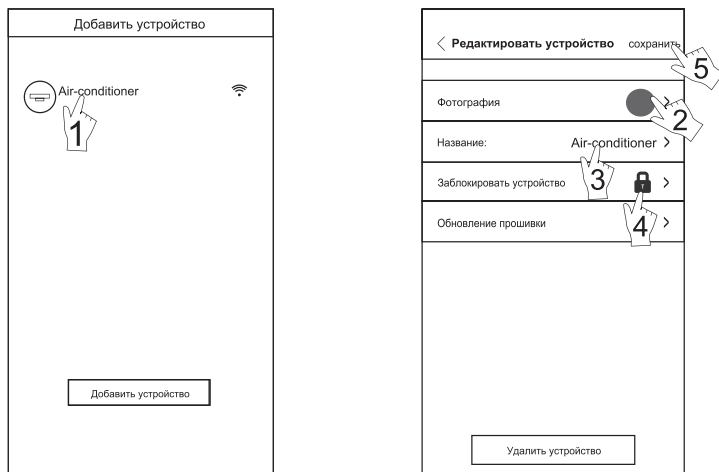 Добавить устройство
Air-conditioner
1
Добавить устройство
Редактировать устройство сохранить
5
Фотография
2
Название: Air-conditioner
3
Заблокировать устройство
4
Обновление прошивки
Удалить устройство